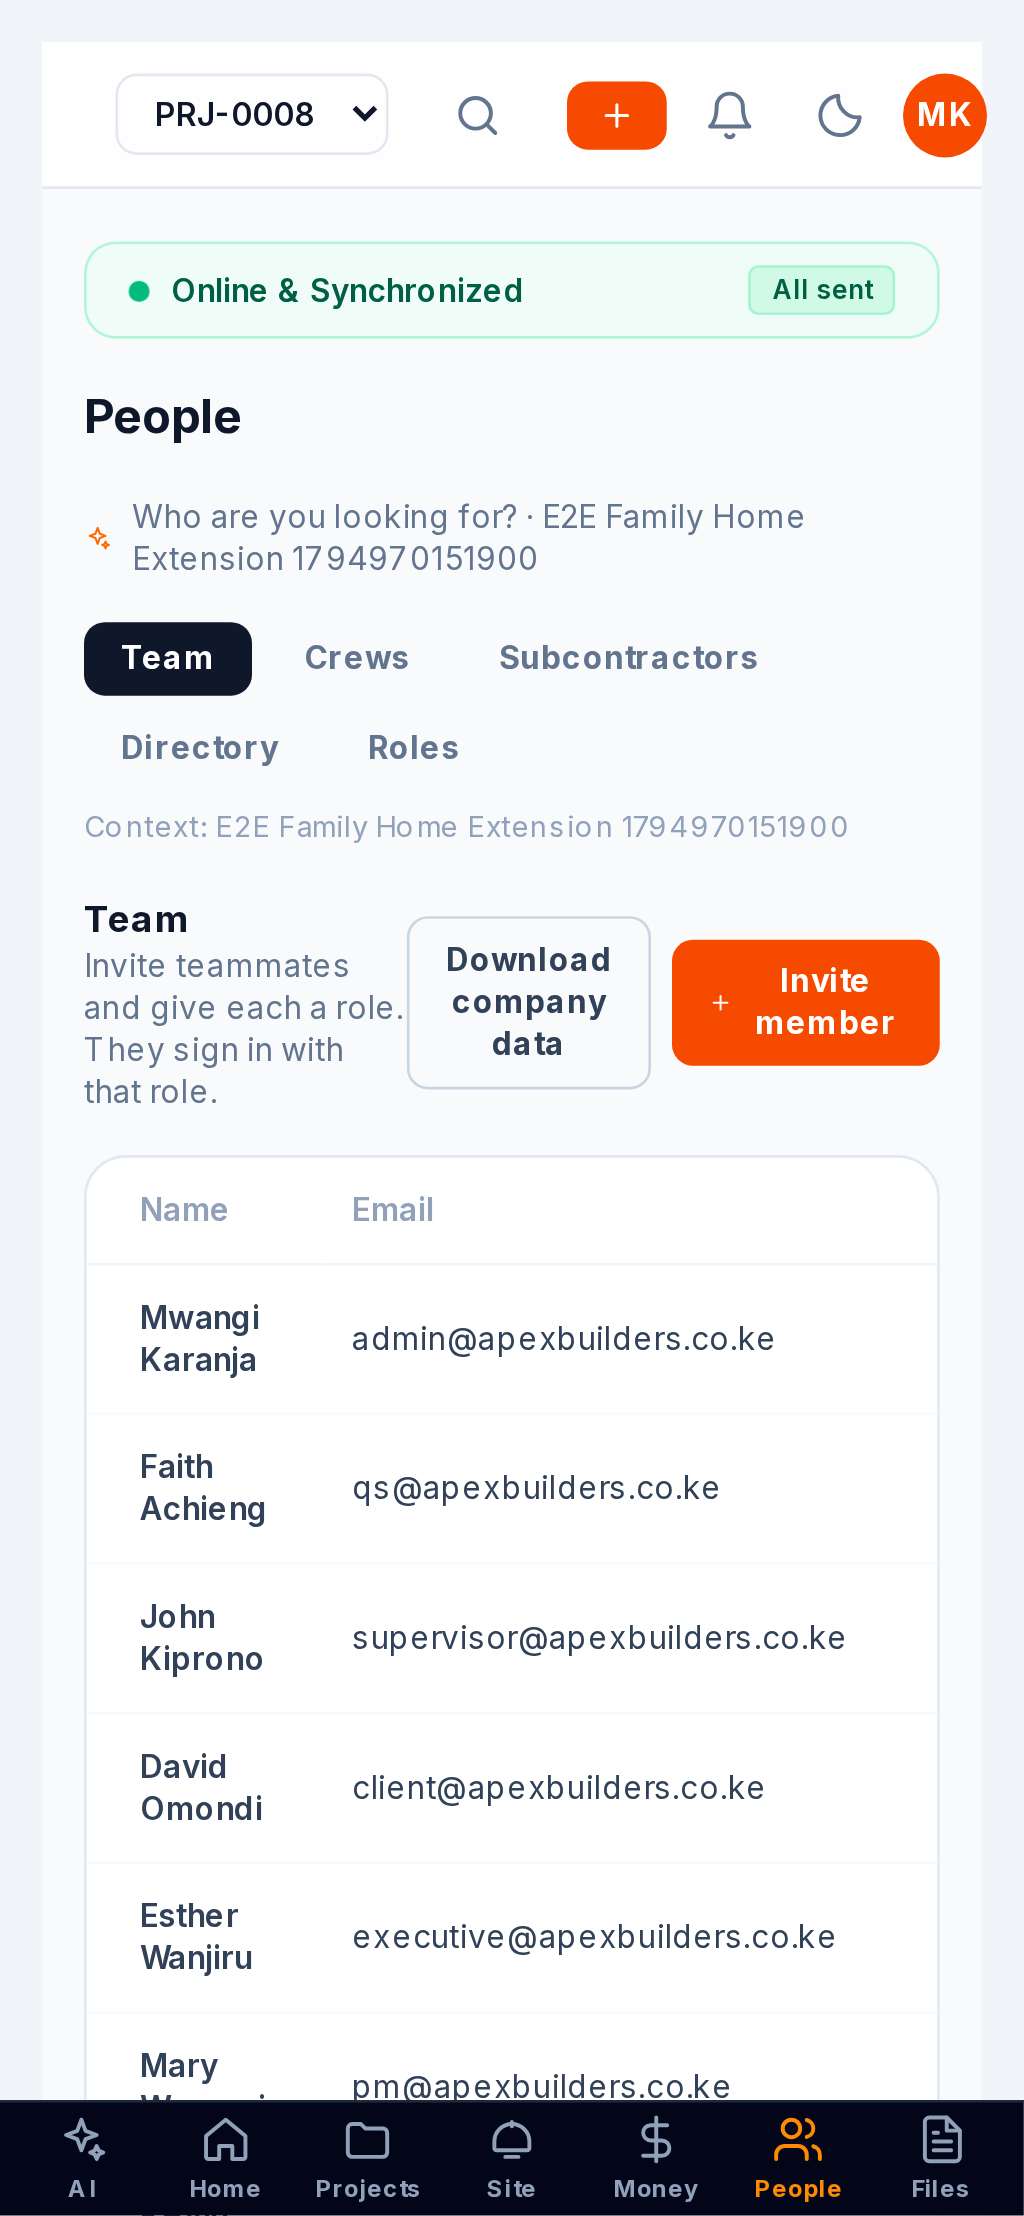 PRJ-0008
MK
Online & Synchronized
All sent
People
Who are you looking for? · E2E Family Home
Extension 1794970151900
Team
Crews
Subcontractors
Directory
Roles
Context: E2E Family Home Extension 1794970151900
Team
Invite teammates
and give each a role.
They sign in with
that role.
Download
company
data
Invite
member
Name
Email
Mwangi
Karanja
admin@apexbuilders.co.ke
Faith
Achieng
qs@apexbuilders.co.ke
John
Kiprono
supervisor@apexbuilders.co.ke
David
Omondi
client@apexbuilders.co.ke
Esther
Wanjiru
executive@apexbuilders.co.ke
Mary
pm@apexbuilders.co.ke
AI
Home
Projects
Site
Money
People
Files